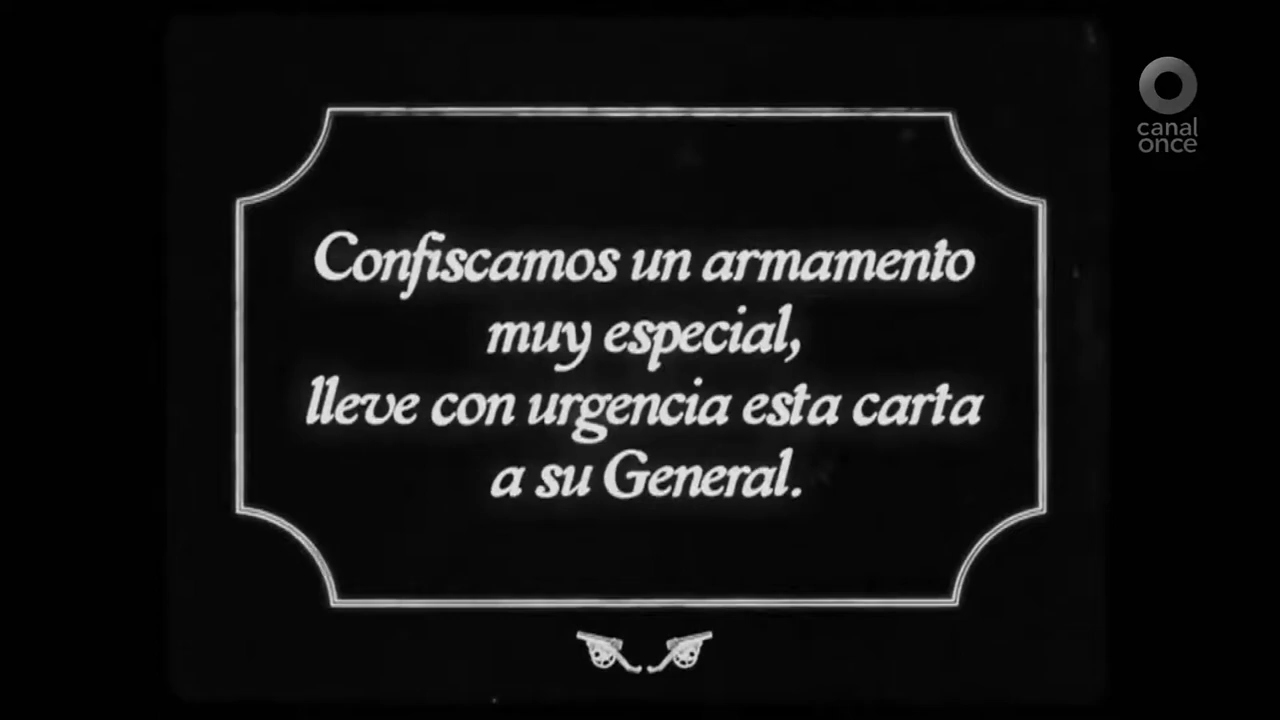 canal
once
Confiscamos un armamento
muy especial,
lleve con urgencia esta carta
a su General.